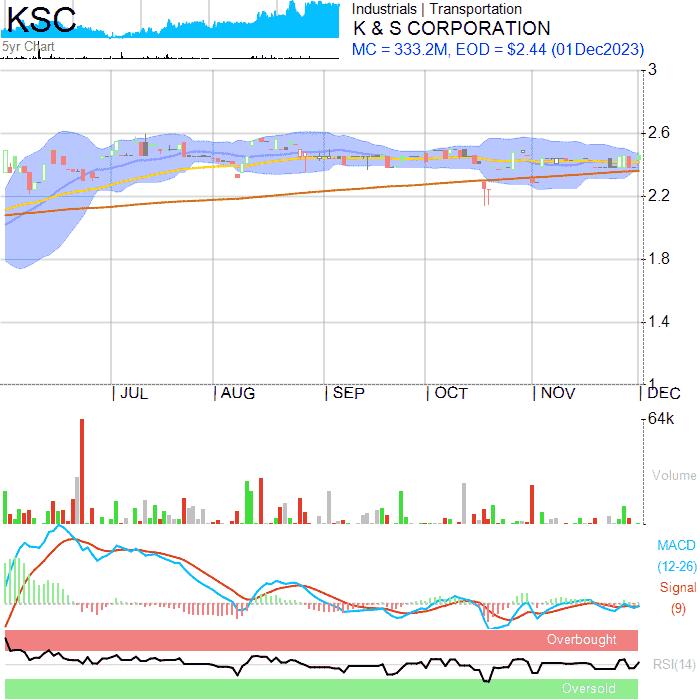 KSC
5yr Chart
Industrials | Transportation
K & S CORPORATION
MC = 333.2M, EOD = $2.44 (01Dec2023)
3
2.6
2.2
1.8
1.4
1
JUL AUG SEP OCT NOV DEC
64k
Volume
MACD
(12-26)
Signal
(9)
Overbought
RSI(14)
Oversold